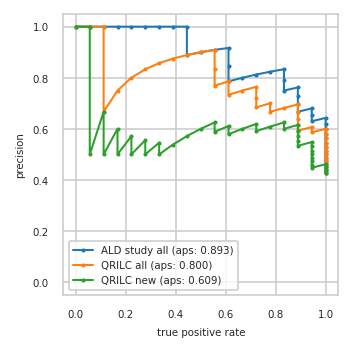 1.0
0.8
0.6
0.4
0.2
0.0
precision
ALD study all (aps: 0.893)
QRILC all (aps: 0.800)
QRILC new (aps: 0.609)
0.0 0.2 0.4 0.6 0.8 1.0
true positive rate